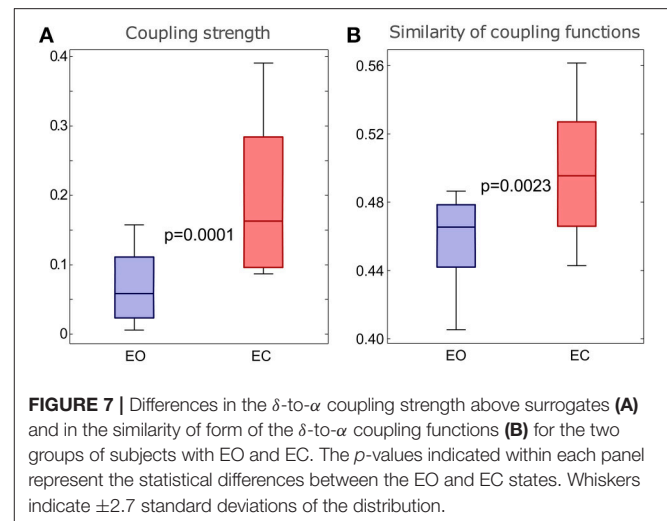 A Coupling strength
0.4
0.3
0.2
0.1
0
p=0.0001
EO EC
B Similarity of coupling functions
0.56
0.52
0.48
0.44
0.40
p=0.0023
EO EC
FIGURE 7 | Differences in the δ-to-α coupling strength above surrogates (A)
and in the similarity of form of the δ-to-α coupling functions (B) for the two
groups of subjects with EO and EC. The p-values indicated within each panel
represent the statistical differences between the EO and EC states. Whiskers
indicate ±2.7 standard deviations of the distribution.